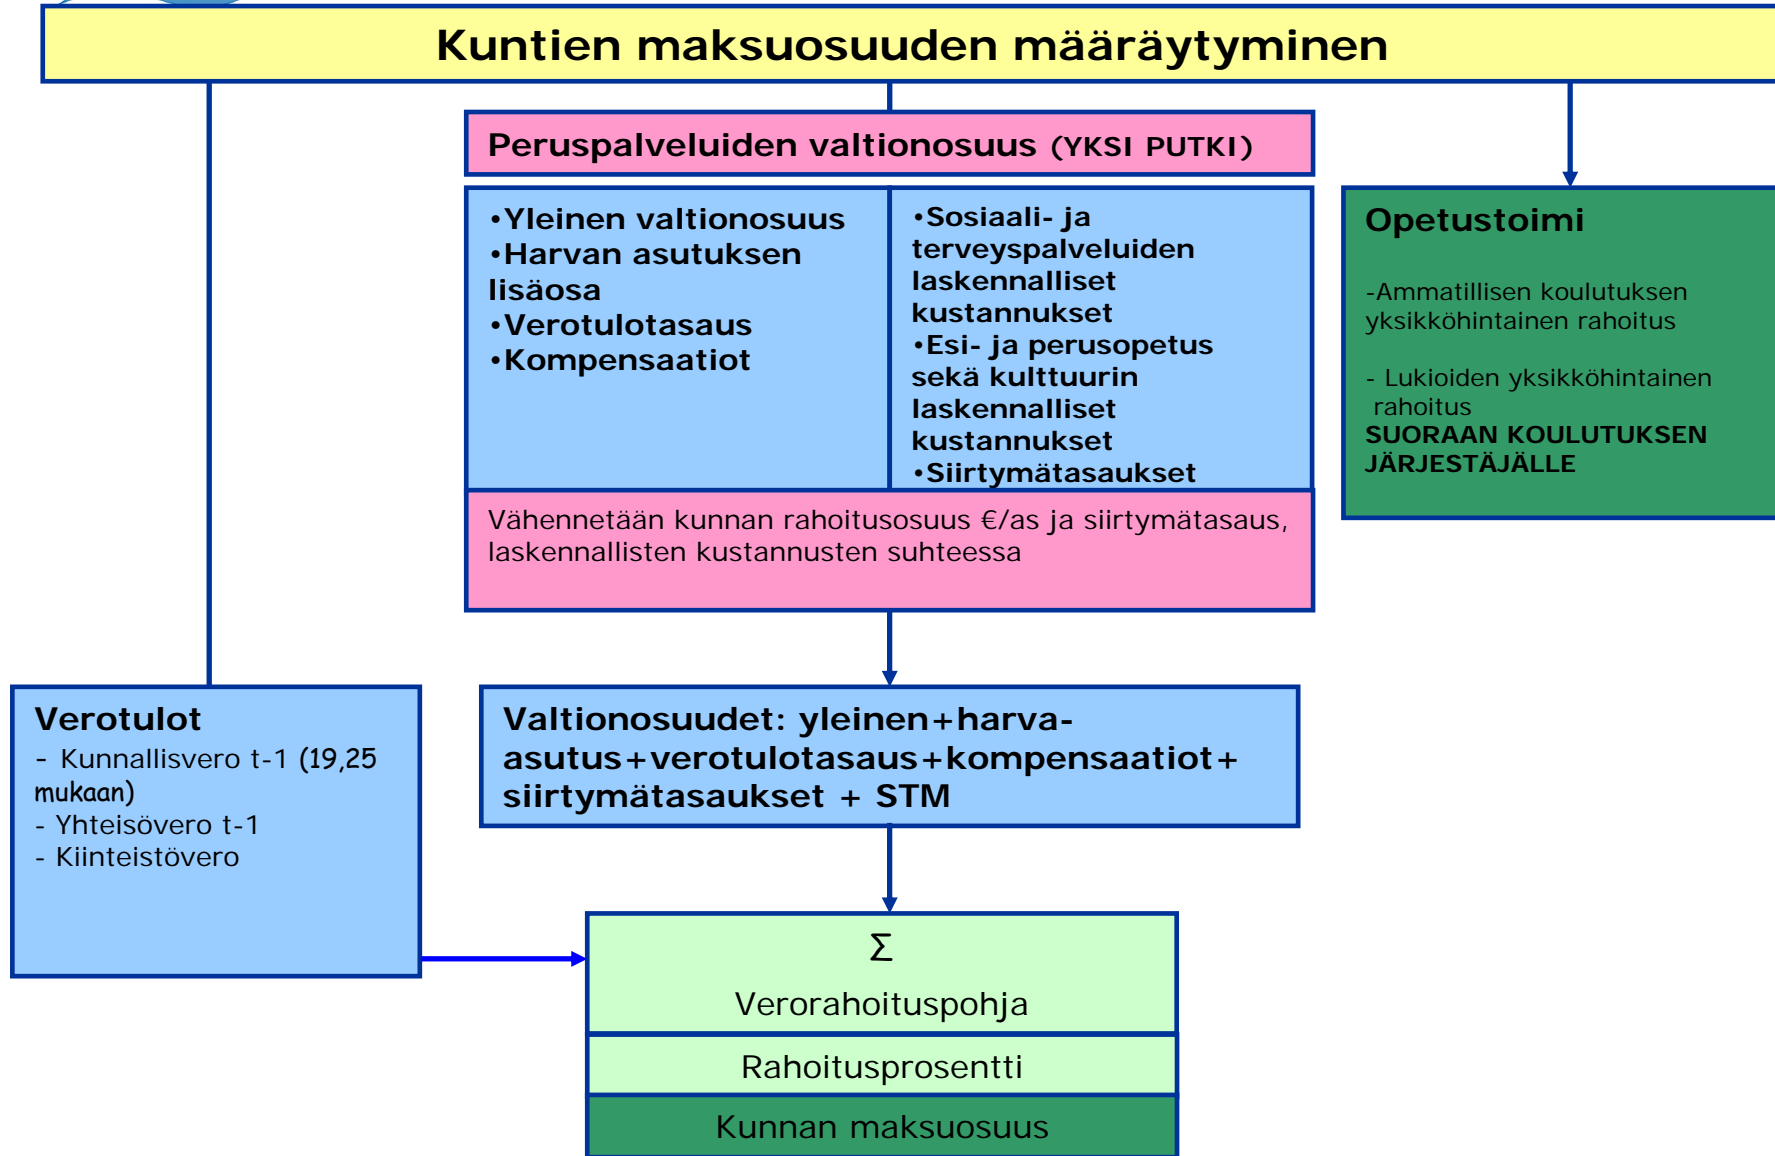 Kuntien maksuosuuden määräytyminen
Peruspalveluiden valtionosuus (YKSI PUTKI)
•Yleinen valtionosuus
•Harvan asutuksen
lisäosa
•Verotulotasaus
•Kompensaatiot
•Sosiaali- ja
terveyspalveluiden
laskennalliset
kustannukset
•Esi- ja perusopetus
sekä kulttuurin
laskennalliset
kustannukset
•Siirtymätasaukset
Opetustoimi
-Ammatillisen koulutuksen
yksikköhintainen rahoitus
- Lukioiden yksikköhintainen
rahoitus
SUORAAN KOULUTUKSEN
JÄRJESTÄJÄLLE
Vähennetään kunnan rahoitusosuus €/as ja siirtymätasaus,
laskennallisten kustannusten suhteessa
Verotulot
- Kunnallisvero t-1 (19,25
mukaan)
- Yhteisövero t-1
- Kiinteistövero
Valtionosuudet: yleinen+harva-
asutus+verotulotasaus+kompensaatiot+
siirtymätasaukset + STM
Σ
Verorahoituspohja
Rahoitusprosentti
Kunnan maksuosuus